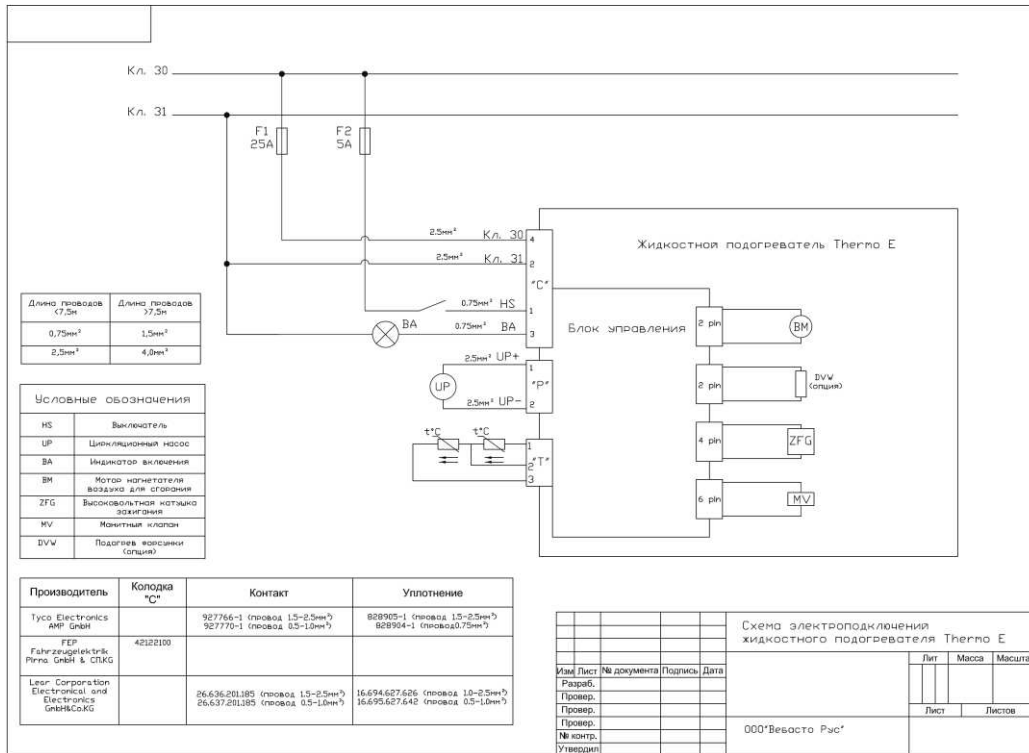 Кл. 30
Кл. 31
F1
25A
F2
5A
2.5мм² Кл. 30 4
2.5мм² Кл. 31 2
"C"
0.75мм² HS 1
BA 0.75мм² BA 3
2.5мм² UP+ 1
UP "P"
2.5мм² UP- 2
t°C t°C 1
2 "T"
3
Жидкостной подогреватель Thermo E
Блок управления
2 pin BM
2 pin DVW
(опция)
4 pin ZFG
6 pin MV
Длина проводов <7,5м Длина проводов >7,5м
0,75мм² 1,5мм²
2,5мм² 4,0мм²
Условные обозначения
HS Выключатель
UP Циркляционный насос
BA Индикатор включения
BM Мотор нагнетателя
воздуха для сгорания
ZFG Высоковольтная катушка
зажигания
MV Манитный клапан
DVW Подогрев форсунки
(опция)
Производитель Колодка "C" Контакт Уплотнение
Tyco Electronics
AMP GmbH
927766-1 (провод 1.5-2.5мм²)
927770-1 (провод 0.5-1.0мм²)
828905-1 (провод 1.5-2.5мм²)
828904-1 (провод0.75мм²)
FEP
Fahrzeugelektrik
Pirna GmbH & СП.KG
42122100
Lear Corporation
Electronical and
Electronics
GmbH&Co.KG
26.636.201.185 (провод 1.5-2.5мм²)
26.637.201.185 (провод 0.5-1.0мм²)
16.694.627.626 (провод 1.0-2.5мм²)
16.695.627.642 (провод 0.5-1.0мм²)
Схема электроподключений
жидкостного подогревателя Thermo E
Изм Лист № документа Подпись Дата
Разраб.
Провер.
Провер.
Провер.
№ контр.
Утвердил
Лит Масса Масшта
Лист Листов
ООО"Вебасто Рус"